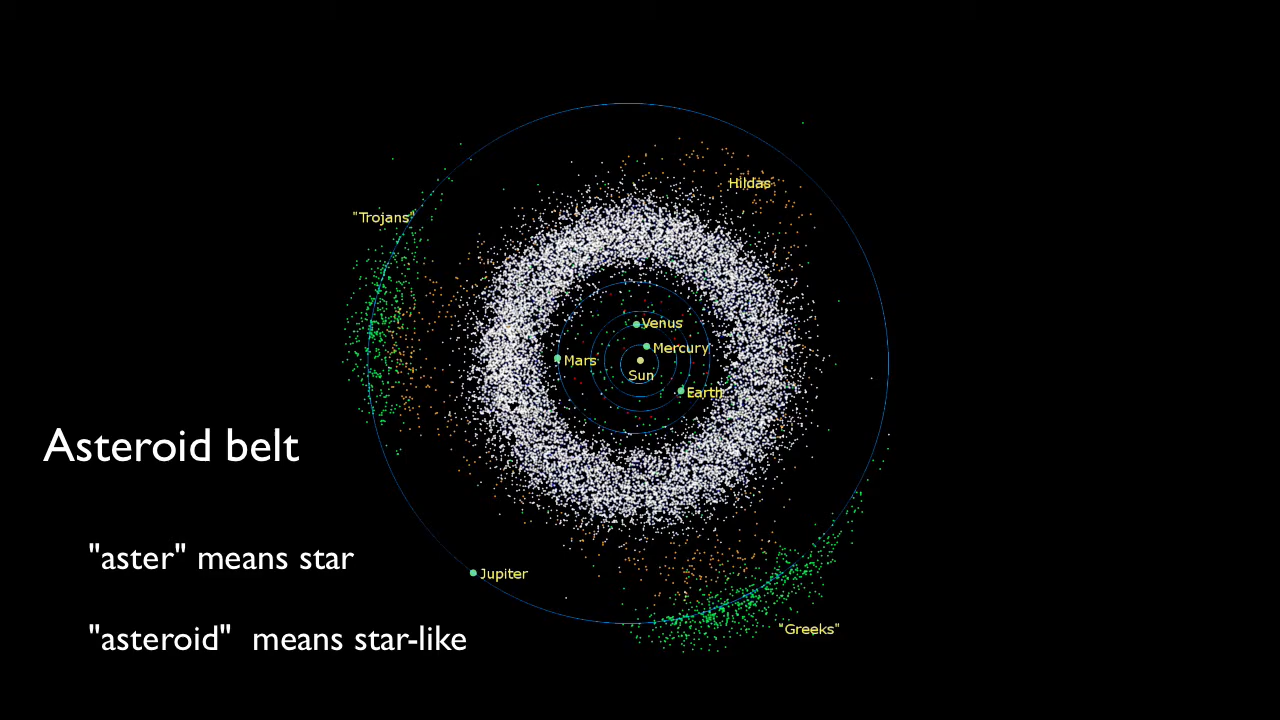 Hildas
"Trojans"
Venus
Mercury
Mars
Sun
Earth
Asteroid belt
"aster" means star
Jupiter
"Greeks"
"asteroid"  means star-like